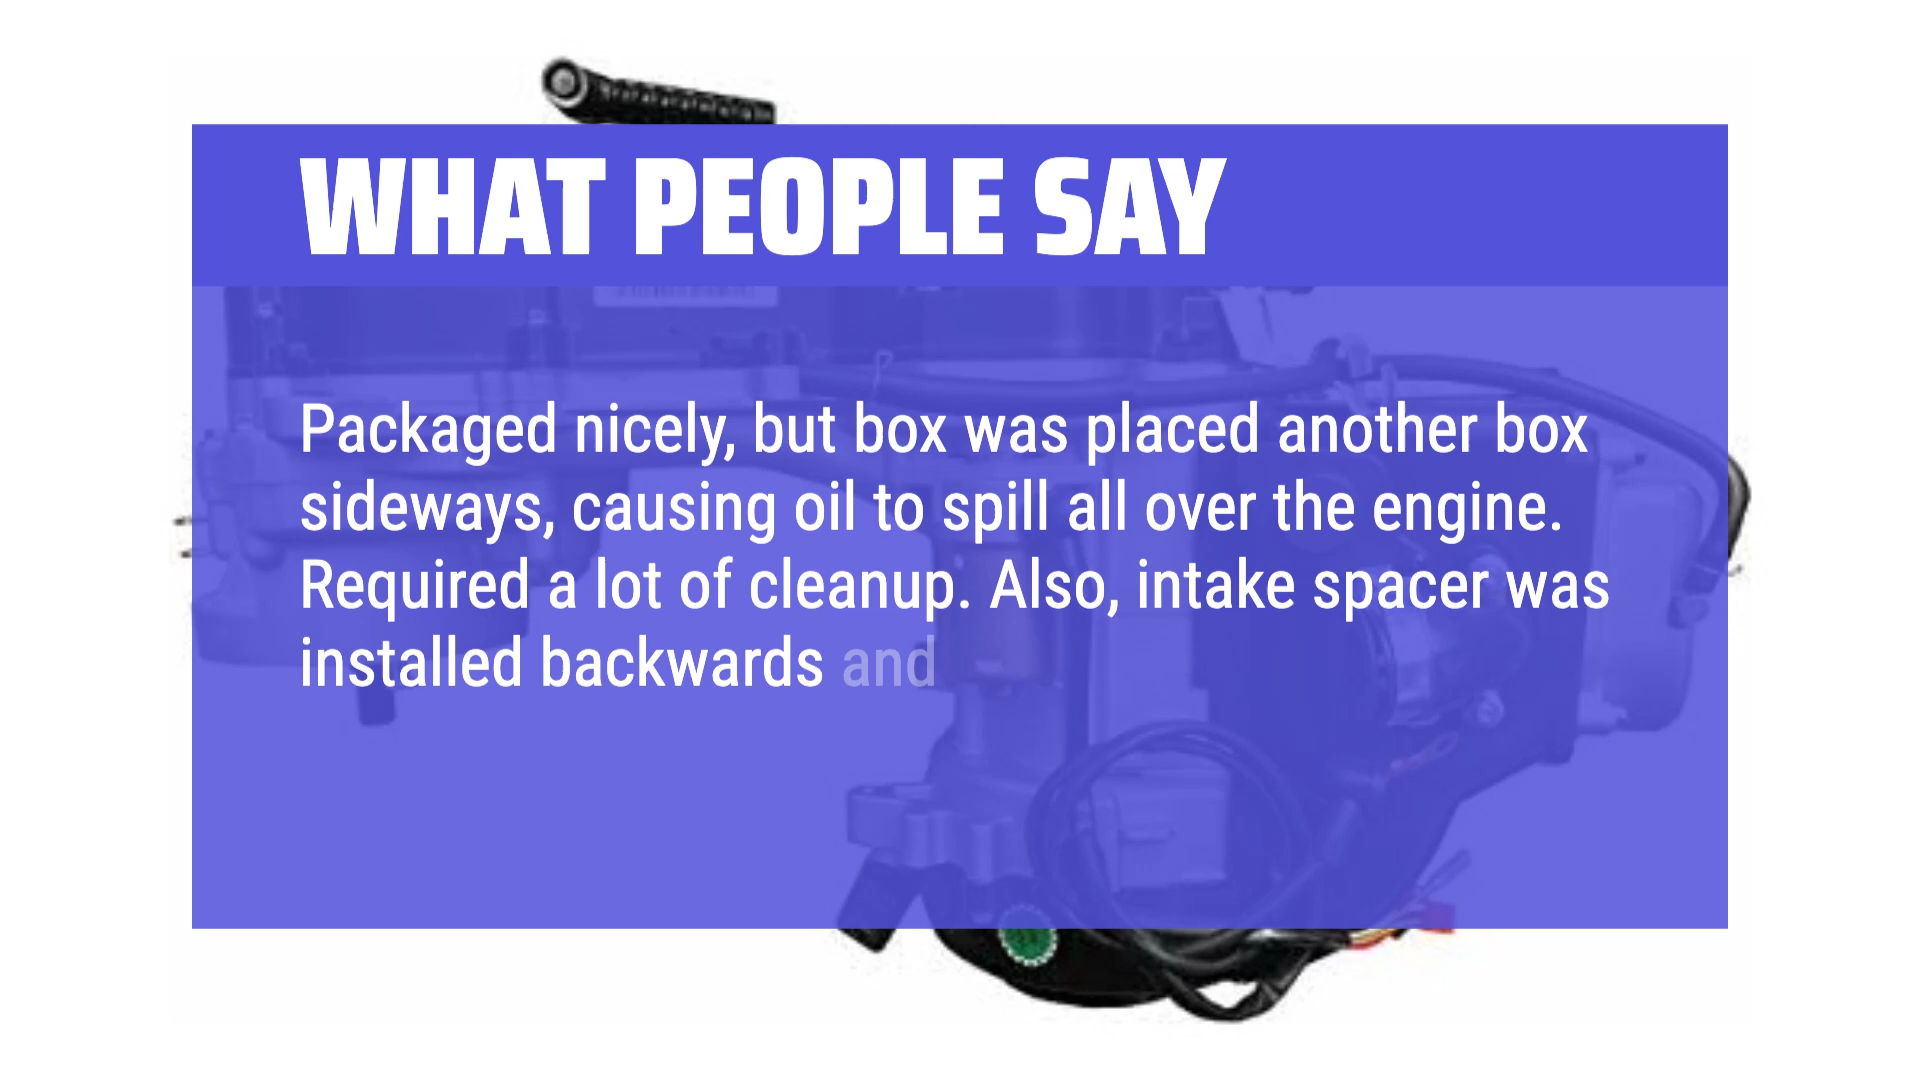 WHAT PEOPLE SAY
Packaged nicely, but box was placed another box
sideways, causing oil to spill all over the engine.
Required a lot of cleanup. Also, intake spacer was
installed backwards and